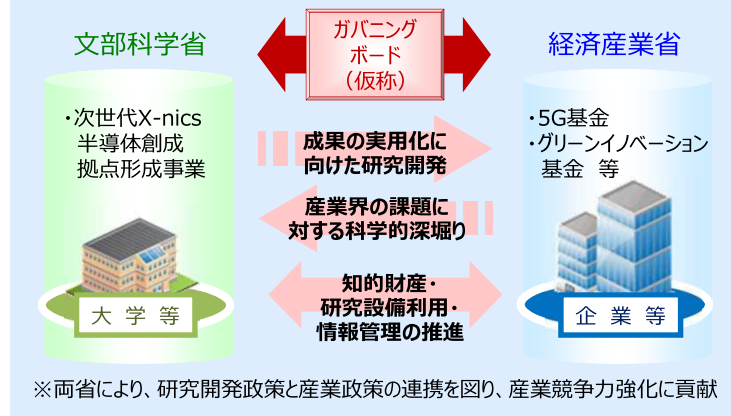 文部科学省
ガバニング
ボード
（仮称）
経済産業省
・次世代X-nics
半導体創成
拠点形成事業
成果の実用化に
向けた研究開発
産業界の課題に
対する科学的深堀り
知的財産・
研究設備利用・
情報管理の推進
・5G基金
・グリーンイノベーション
基金　等
大 学 等
企 業 等
※両省により、研究開発政策と産業政策の連携を図り、産業競争力強化に貢献